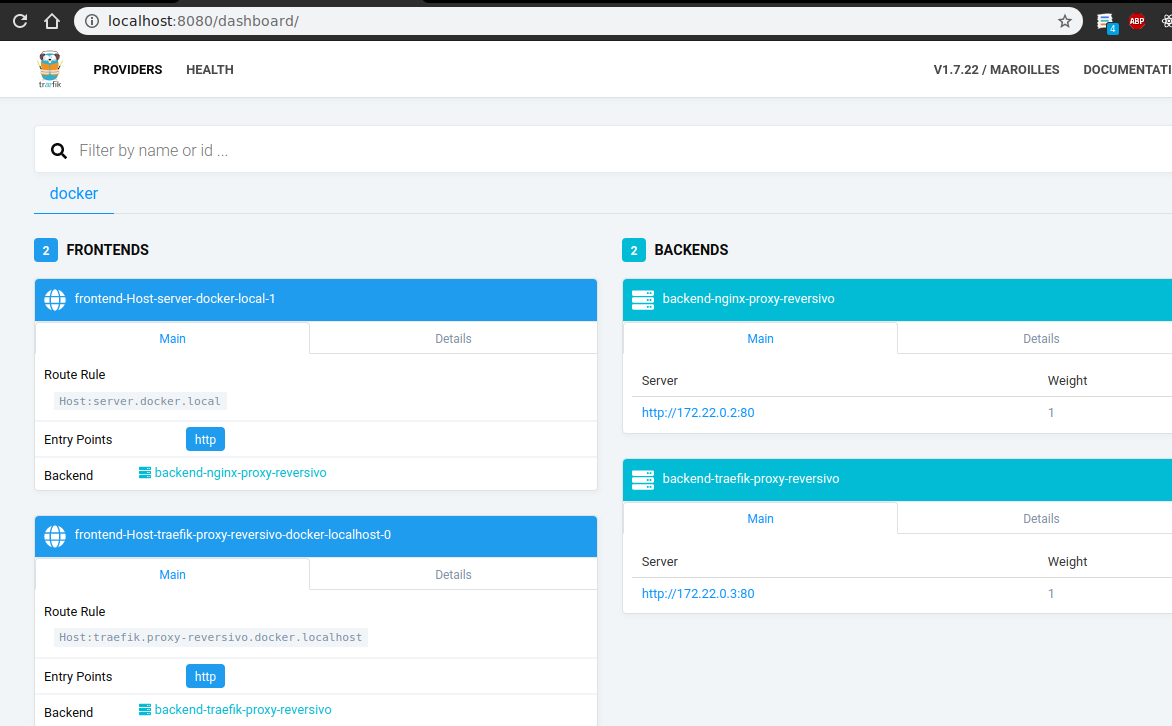 localhost:8080/dashboard/
4
ABP
træfik
PROVIDERS
HEALTH
V1.7.22 / MAROILLES
DOCUMENTATI
Filter by name or id ...
docker
2 FRONTENDS
frontend-Host-server-docker-local-1
Main
Details
Route Rule
Host:server.docker.local
Entry Points
http
Backend
backend-nginx-proxy-reversivo
frontend-Host-traefik-proxy-reversivo-docker-localhost-0
Main
Details
Route Rule
Host:traefik.proxy-reversivo.docker.localhost
Entry Points
http
Backend
backend-traefik-proxy-reversivo
2 BACKENDS
backend-nginx-proxy-reversivo
Main
Details
Server
Weight
http://172.22.0.2:80
1
backend-traefik-proxy-reversivo
Main
Details
Server
Weight
http://172.22.0.3:80
1